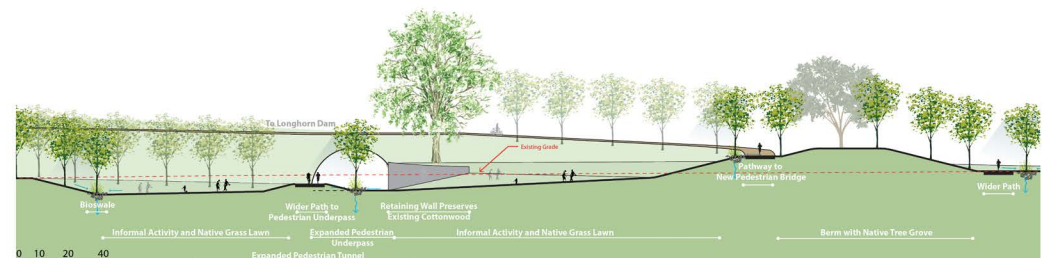 To Longhorn Dam
Existing Grade
Pathway to
New Pedestrian Bridge
Wider Path
Bioswale
Wider Path to
Pedestrian Underpass
Retaining Wall Preserves
Existing Cottonwood
Informal Activity and Native Grass Lawn
Expanded Pedestrian
Underpass
Informal Activity and Native Grass Lawn
Berm with Native Tree Grove
0 10 20 40
Expanded Pedestrian Tunnel